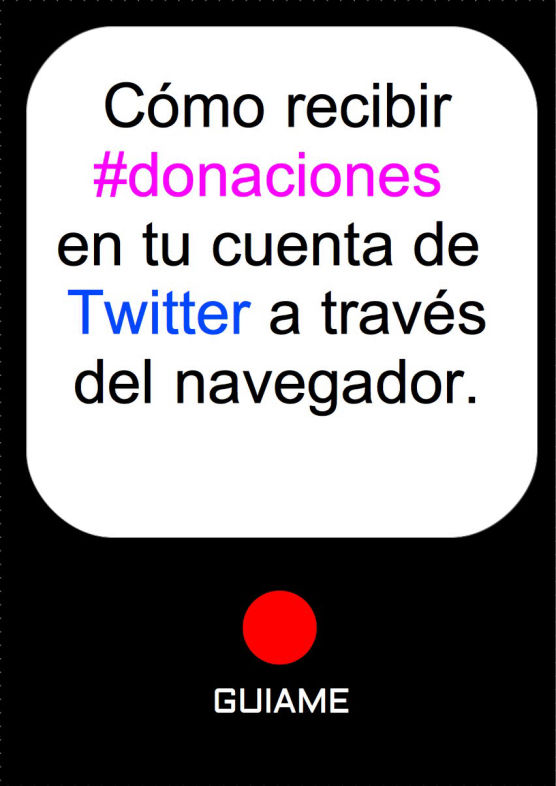 Cómo recibir
#donaciones
en tu cuenta de
Twitter a través
del navegador.
GUIAME